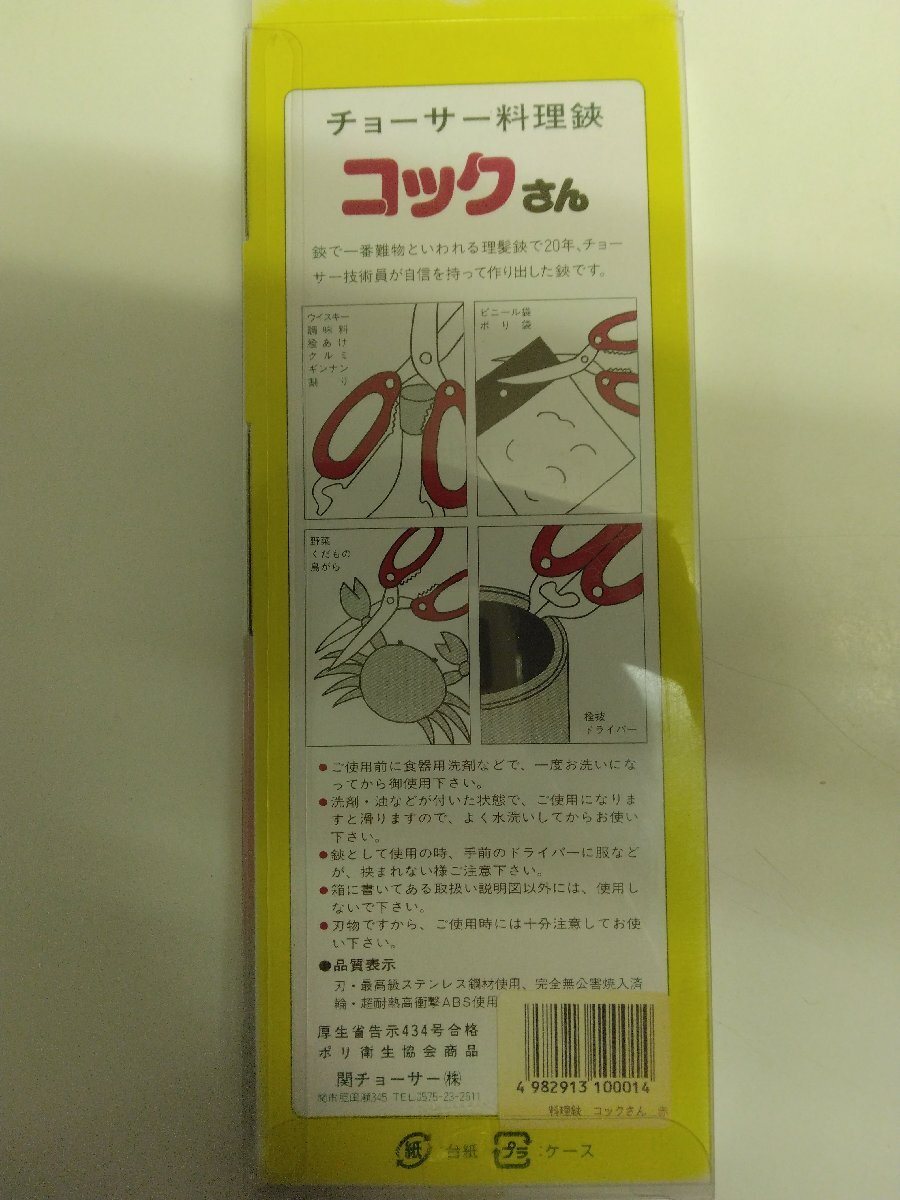 チョーサー料理鋏
コックさん
鋏で一番難物といわれる理髪鋏で20年、チョー
サー技術員が自信を持って作り出した鋏です。
ウイスキー
調味料
栓あけ
クルミ
ギンナン
割り
ビニール袋
ポリ袋
野菜
くだもの
鳥がら
栓抜
ドライバー
●ご使用前に食器用洗剤などで、一度お洗いにな
ってから御使用下さい。
●洗剤・油などが付いた状態で、ご使用になりま
すと滑りますので、よく水洗いしてからお使い
下さい。
●鋏として使用の時、手前のドライバーに服など
が、挟まれない様ご注意下さい。
●箱に書いてある取扱い説明図以外には、使用し
ないで下さい。
●刃物ですから、ご使用時には十分注意してお使
い下さい。
●品質表示
刃・最高級ステンレス鋼材使用、完全無公害焼入済
輪・超耐熱高衝撃ABS使用
厚生省告示434号合格
ポリ衛生協会商品
関チョーサー㈱
関市肥田瀬345 TEL0575-23-2511
4 982913 100014
料理鋏 コックさん 赤
紙 台紙 プラ:ケース